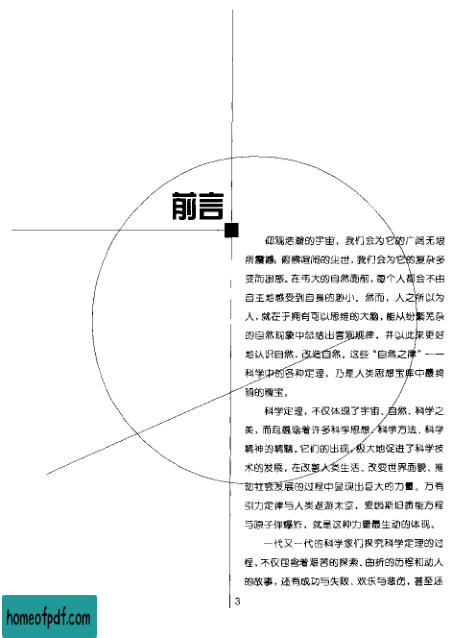 前言
仰观浩瀚的宇宙，我们会为它的广阔无垠
所震撼；俯察喧闹的尘世，我们会为它的复杂多
变而困惑。在伟大的自然面前，每个人都会不由
自主地感受到自身的渺小。然而，人之所以为
人，就在于拥有可以思维的大脑，能从纷繁芜杂
的自然现象中总结出客观规律，并以此来更好
地认识自然，改造自然。这些“自然之律”——
科学中的各种定理，乃是人类思想宝库中最绮
丽的瑰宝。
科学定理，不仅体现了宇宙、自然、科学之
美，而且蕴涵着许多科学思想、科学方法、科学
精神的精髓。它们的出现，极大地促进了科学技
术的发展，在改善人类生活、改变世界面貌、推
动社会发展的过程中呈现出巨大的力量。万有
引力定律与人类遨游太空，爱因斯坦质能方程
与原子弹爆炸，就是这种力量最生动的体现。
一代又一代的科学家们探究科学定理的过
程，不仅包含着艰苦的探索、曲折的历程和动人
的故事，还有成功与失败、欢乐与悲伤，甚至还
3
homeofpdf.com